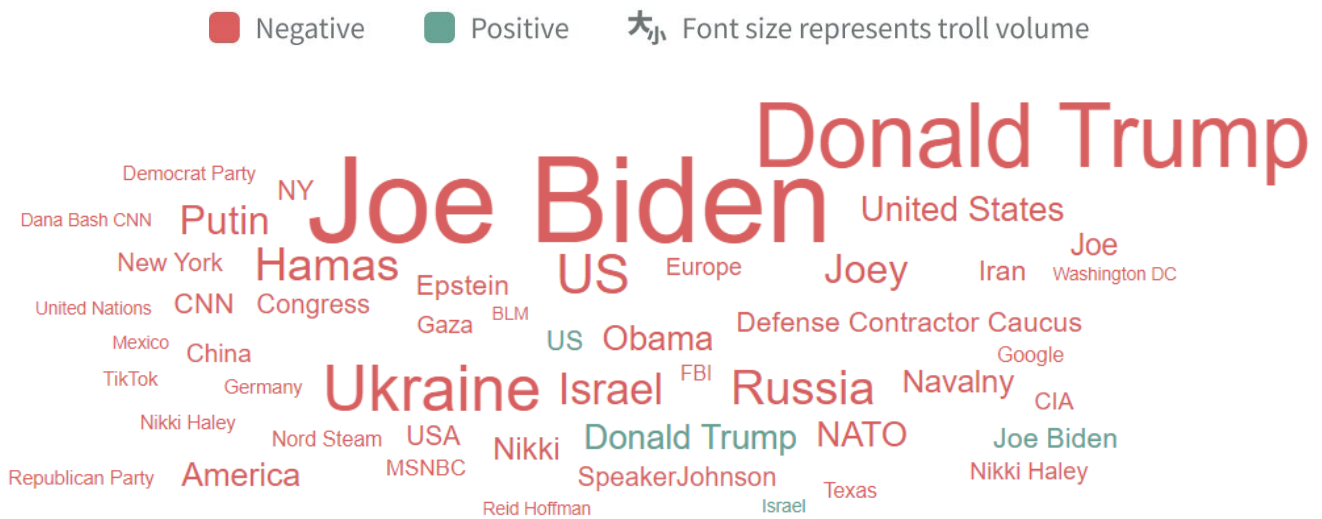 Negative
Positive
大小 Font size represents troll volume
Donald Trump
Democrat Party
NY
Joe Biden
United States
Dana Bash CNN
Putin
Joe
New York
Hamas
US
Europe
Joey
Iran
Washington DC
Epstein
United Nations
CNN
Congress
BLM
Gaza
US
Obama
Defense Contractor Caucus
Mexico
China
Google
TikTok
Germany
Ukraine
Israel
FBI
Russia
Navalny
CIA
Nikki Haley
Nord Steam
USA
Nikki
Donald Trump
NATO
Joe Biden
Republican Party
America
MSNBC
SpeakerJohnson
Nikki Haley
Texas
Reid Hoffman
Israel